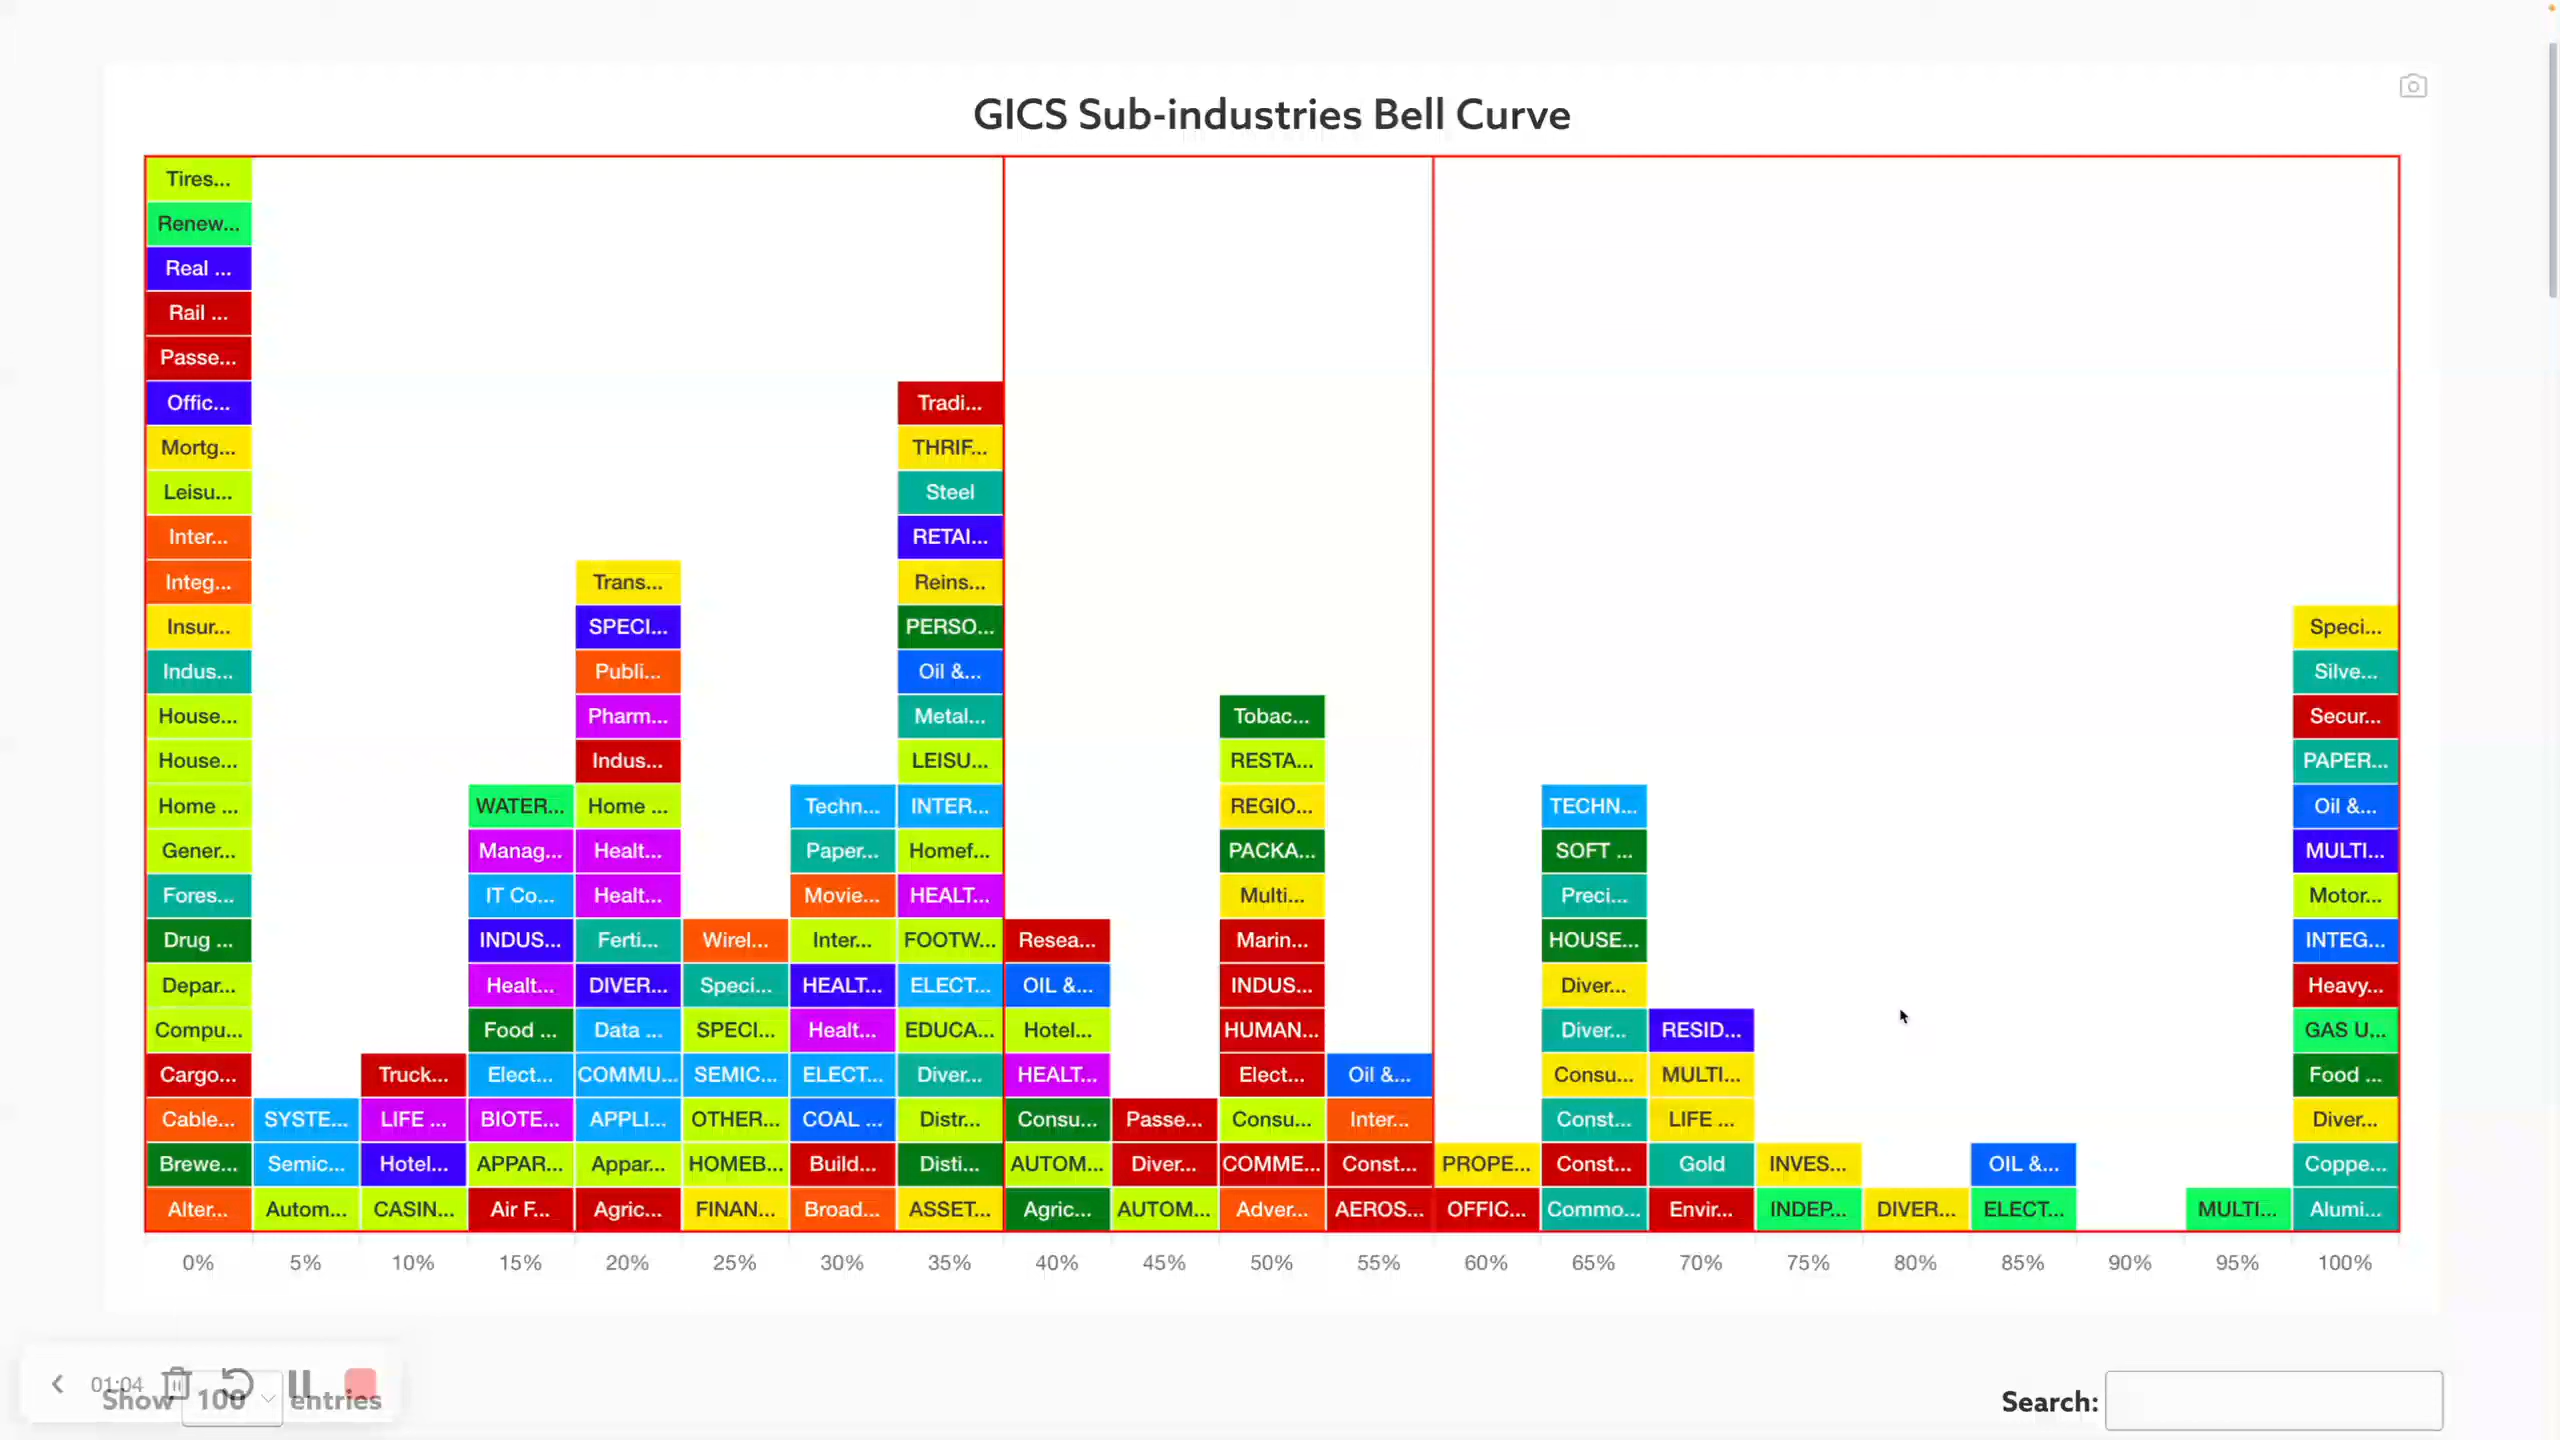 GICS Sub-industries Bell Curve
Tires...
Renew...
Real ...
Rail ...
Passe...
Offic... Tradi...
Mortg... THRIF...
Leisu... Steel
Inter... RETAI...
Integ... Trans... Reins...
Insur... SPECI... PERSO... Speci...
Indus... Publi... Oil &... Silve...
House... Pharm... Metal... Tobac... Secur...
House... Indus... LEISU... RESTA... PAPER...
Home ... WATER... Home ... Techn... INTER... REGIO... TECHN... Oil &...
Gener... Manag... Healt... Paper... Homef... PACKA... SOFT ... MULTI...
Fores... IT Co... Healt... Movie... HEALT... Multi... Preci... Motor...
Drug ... INDUS... Ferti... Wirel... Inter... FOOTW... Resea... Marin... HOUSE... INTEG...
Depar... Healt... DIVER... Speci... HEALT... ELECT... OIL &... INDUS... Diver... Heavy...
Compu... Food ... Data ... SPECI... Healt... EDUCA... Hotel... HUMAN... Diver... RESID... GAS U...
Cargo... Truck... Elect... COMMU... SEMIC... ELECT... Diver... HEALT... Elect... Oil &... Consu... MULTI... Food ...
Cable... SYSTE... LIFE ... BIOTE... APPLI... OTHER... COAL ... Distr... Consu... Passe... Consu... Inter... Const... LIFE ... Diver...
Brewe... Semic... Hotel... APPAR... Appar... HOMEB... Build... Disti... AUTOM... Diver... COMME... Const... PROPE... Const... Gold INVES... OIL &... Coppe...
Alter... Autom... CASIN... Air F... Agric... FINAN... Broad... ASSET... Agric... AUTOM... Adver... AEROS... OFFIC... Commo... Envir... INDEP... DIVER... ELECT... MULTI... Alumi...
0% 5% 10% 15% 20% 25% 30% 35% 40% 45% 50% 55% 60% 65% 70% 75% 80% 85% 90% 95% 100%
01:04
Show 100 entries Search: